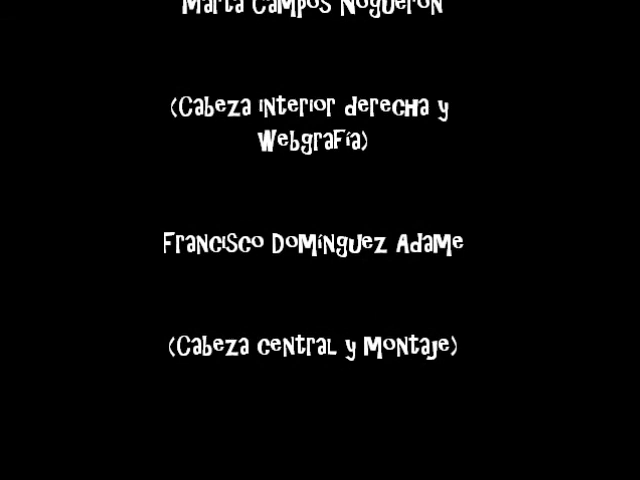 Marta Campos Noguerón
(Cabeza interior derecha y
Webgrafía)
Francisco Domínguez Adame
(Cabeza central y Montaje)